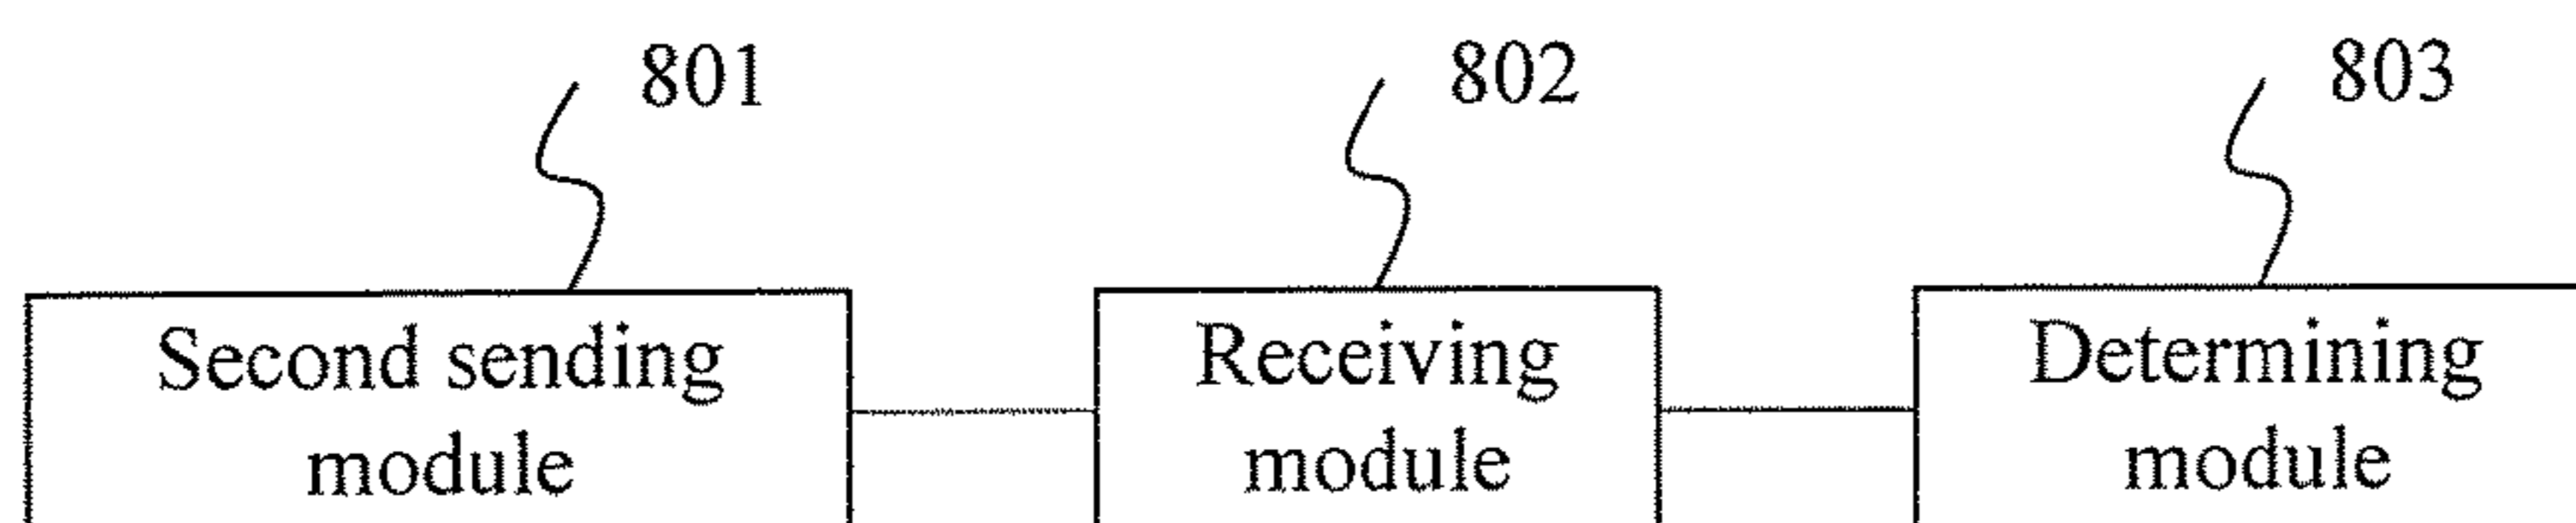 801
802
803
Second sending
module
Receiving
module
Determining
module